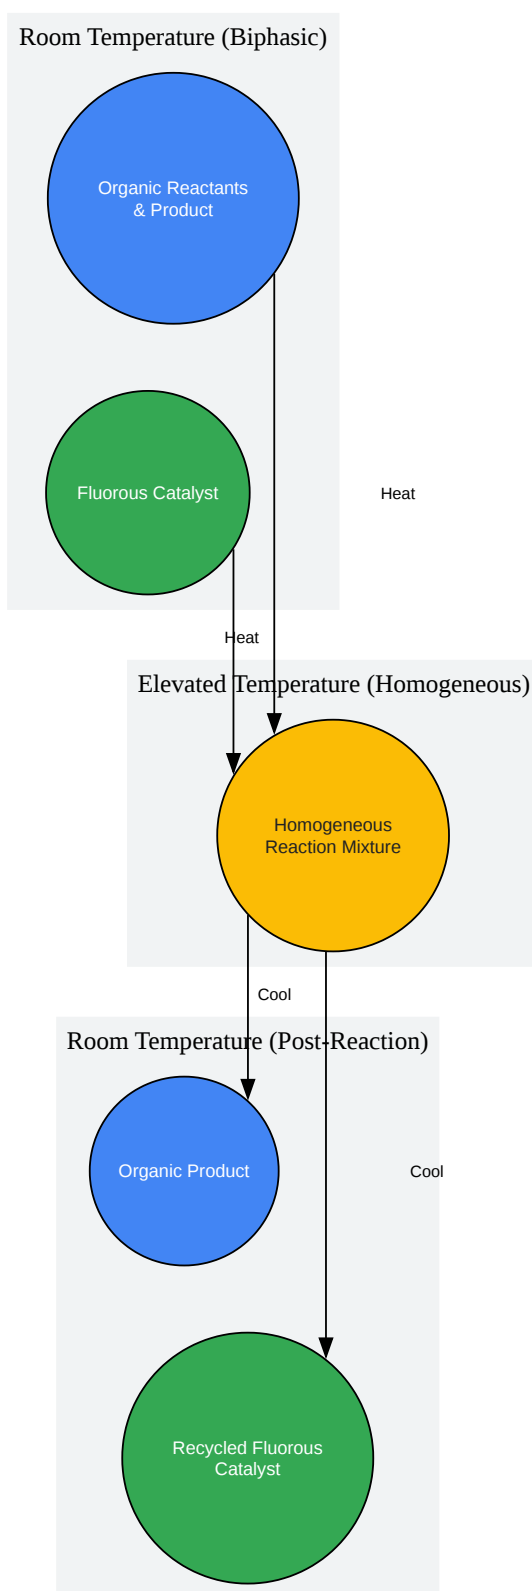 Room Temperature (Biphasic)
Organic Reactants
& Product
Fluorous Catalyst
Heat
Heat
Elevated Temperature (Homogeneous)
Homogeneous
Reaction Mixture
Cool
Room Temperature (Post-Reaction)
Organic Product
Cool
Recycled Fluorous
Catalyst